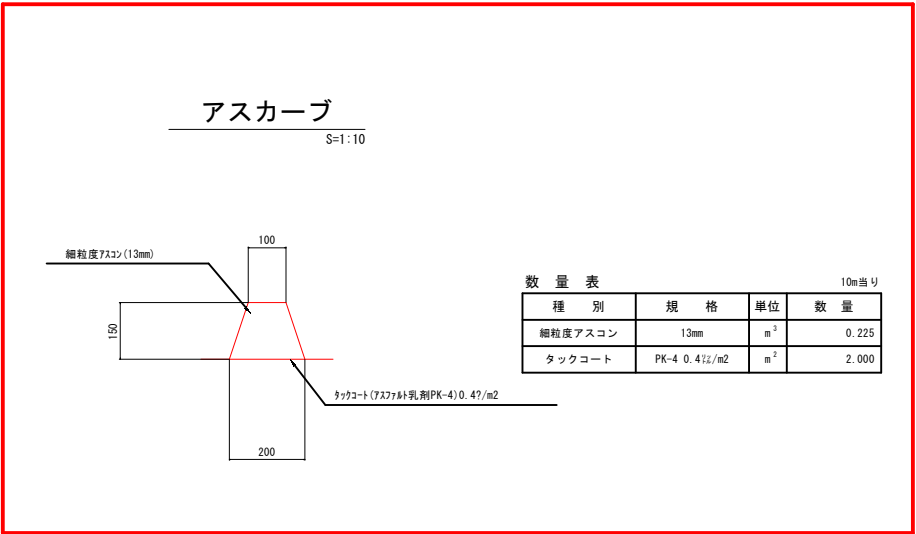 アスカーブ
S=1:10
100
細粒度アスコン(13mm)
150
タックコート(アスファルト乳剤PK-4)0.4?/m2
200
数 量 表 10m当り
種 別 規 格 単位 数 量
細粒度アスコン 13mm m³ 0.225
タックコート PK-4 0.4㍑/m2 m² 2.000